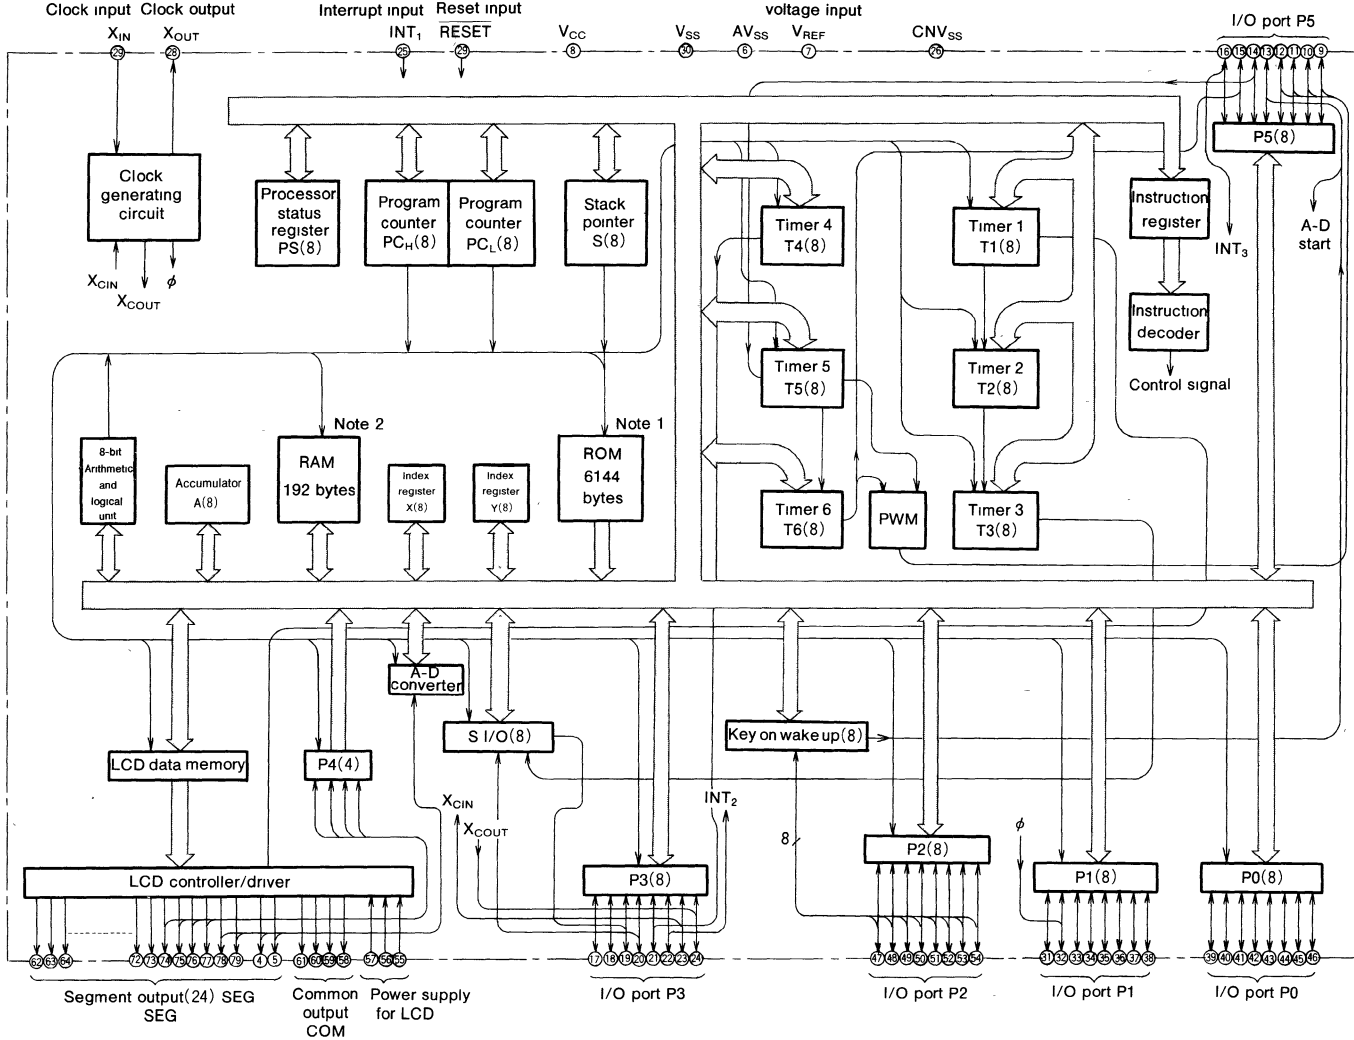 Clock input Clock output Interrupt input Reset input voltage input I/O port P5
XIN XOUT INT1 RESET VCC VSS AVSS VREF CNVSS
29 28 25 29 8 30 6 7 26 16 15 14 13 12 11 10 9
P5(8)
Clock
generating
circuit
XCIN
XCOUT
φ
Processor
status
register
PS(8)
Program
counter
PCH(8)
Program
counter
PCL(8)
Stack
pointer
S(8)
Timer 4
T4(8)
Timer 1
T1(8)
Instruction
register
INT3
A-D
start
Instruction
decoder
Control signal
Timer 5
T5(8)
Timer 2
T2(8)
Note 2
Note 1
8-bit
Arithmetic
and
logical
unit
Accumulator
A(8)
RAM
192 bytes
Index
register
X(8)
Index
register
Y(8)
ROM
6144
bytes
Timer 6
T6(8)
PWM
Timer 3
T3(8)
A-D
converter
S I/O(8)
Key on wake up(8)
LCD data memory
P4(4)
XCIN
XCOUT
INT2
8
φ
P2(8)
LCD controller/driver
P3(8)
P1(8)
P0(8)
62 63 64 72 73 74 75 76 77 78 79 4 5 61 60 59 58 57 56 55 17 18 19 20 21 22 23 24 47 48 49 50 51 52 53 54 31 32 33 34 35 36 37 38 39 40 41 42 43 44 45 46
Segment output(24) SEG
SEG
Common
output
COM
Power supply
for LCD
I/O port P3
I/O port P2
I/O port P1
I/O port P0